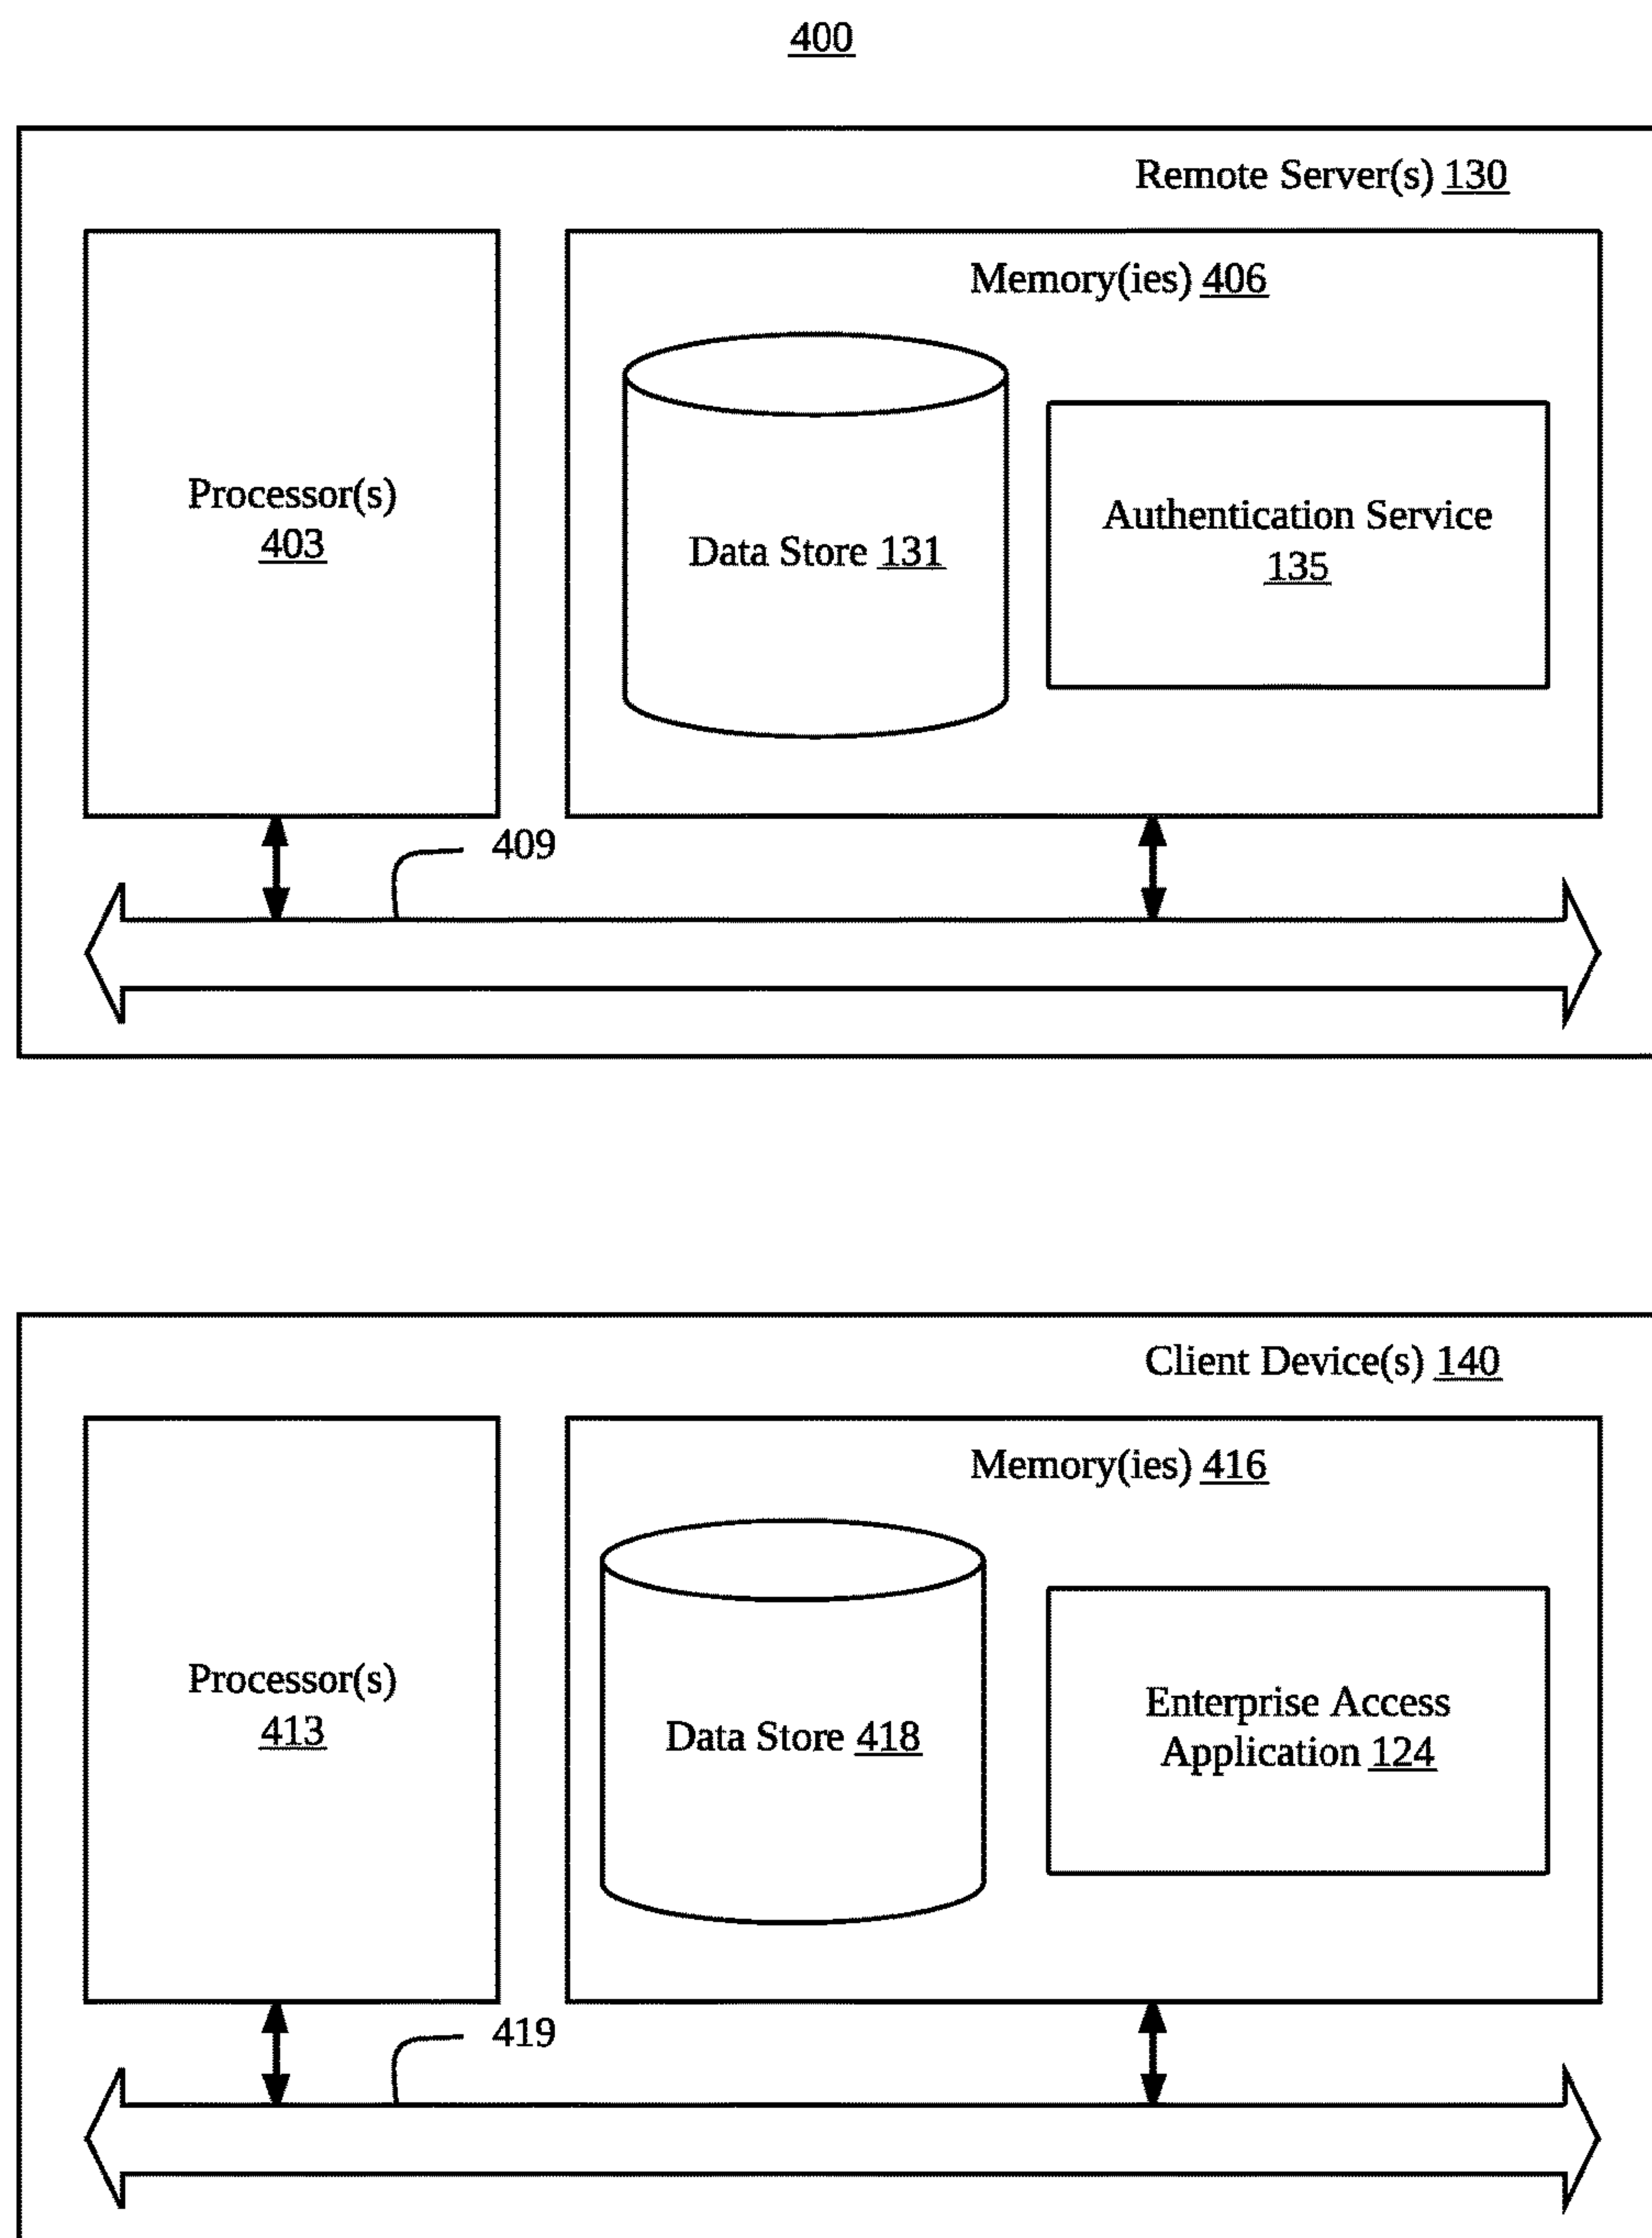 400
Remote Server(s) 130
Memory(ies) 406
Processor(s)
403
Data Store 131
Authentication Service
135
409
Client Device(s) 140
Memory(ies) 416
Processor(s)
413
Data Store 418
Enterprise Access
Application 124
419